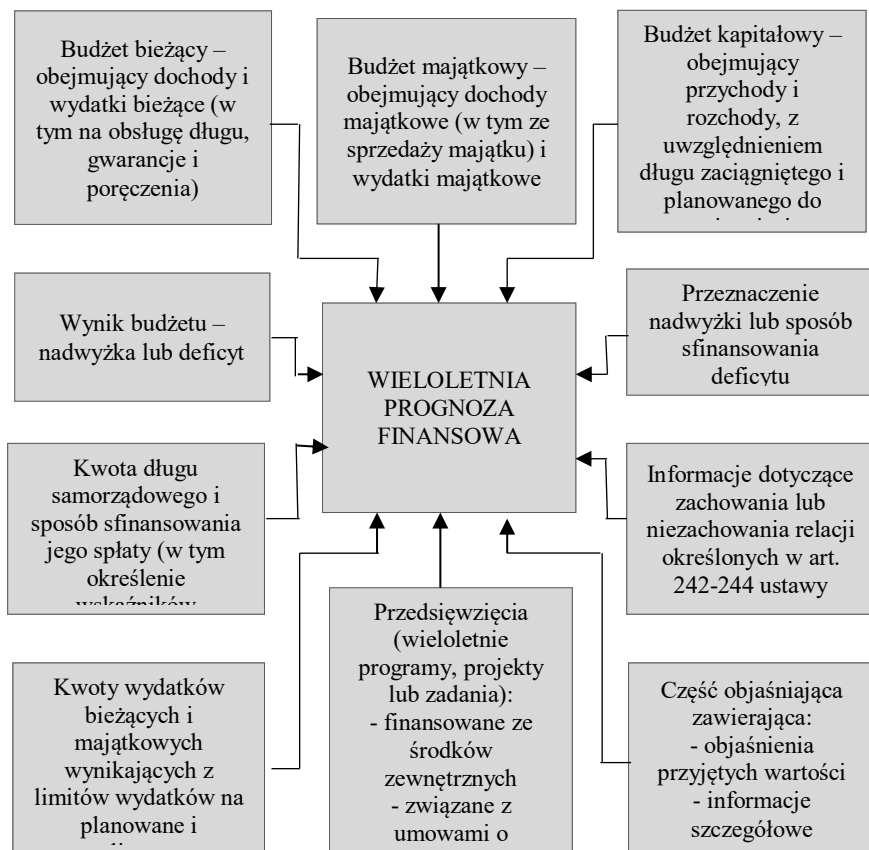 Budżet bieżący –
obejmujący dochody i
wydatki bieżące (w
tym na obsługę długu,
gwarancje i
poręczenia)
Budżet majątkowy –
obejmujący dochody
majątkowe (w tym ze
sprzedaży majątku) i
wydatki majątkowe
Budżet kapitałowy –
obejmujący
przychody i
rozchody, z
uwzględnieniem
długu zaciągniętego i
planowanego do
Wynik budżetu –
nadwyżka lub deficyt
WIELOLETNIA
PROGNOZA
FINANSOWA
Przeznaczenie
nadwyżki lub sposób
sfinansowania
deficytu
Kwota długu
samorządowego i
sposób sfinansowania
jego spłaty (w tym
określenie
wskaźników
Informacje dotyczące
zachowania lub
niezachowania relacji
określonych w art.
242-244 ustawy
Kwoty wydatków
bieżących i
majątkowych
wynikających z
limitów wydatków na
planowane i
Przedsięwzięcia
(wieloletnie
programy, projekty
lub zadania):
- finansowane ze
środków
zewnętrznych
- związane z
umowami o
Część objaśniająca
zawierająca:
- objaśnienia
przyjętych wartości
- informacje
szczegółowe